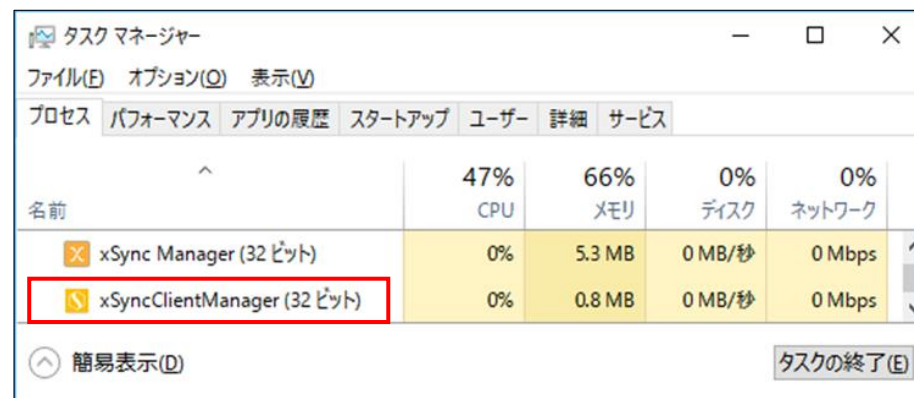 タスク マネージャー
ファイル(F) オプション(O) 表示(V)
プロセス パフォーマンス アプリの履歴 スタートアップ ユーザー 詳細 サービス
47% 66% 0% 0%
名前 CPU メモリ ディスク ネットワーク
xSync Manager (32 ビット) 0% 5.3 MB 0 MB/秒 0 Mbps
xSyncClientManager (32 ビット) 0% 0.8 MB 0 MB/秒 0 Mbps
簡易表示(D) タスクの終了(E)